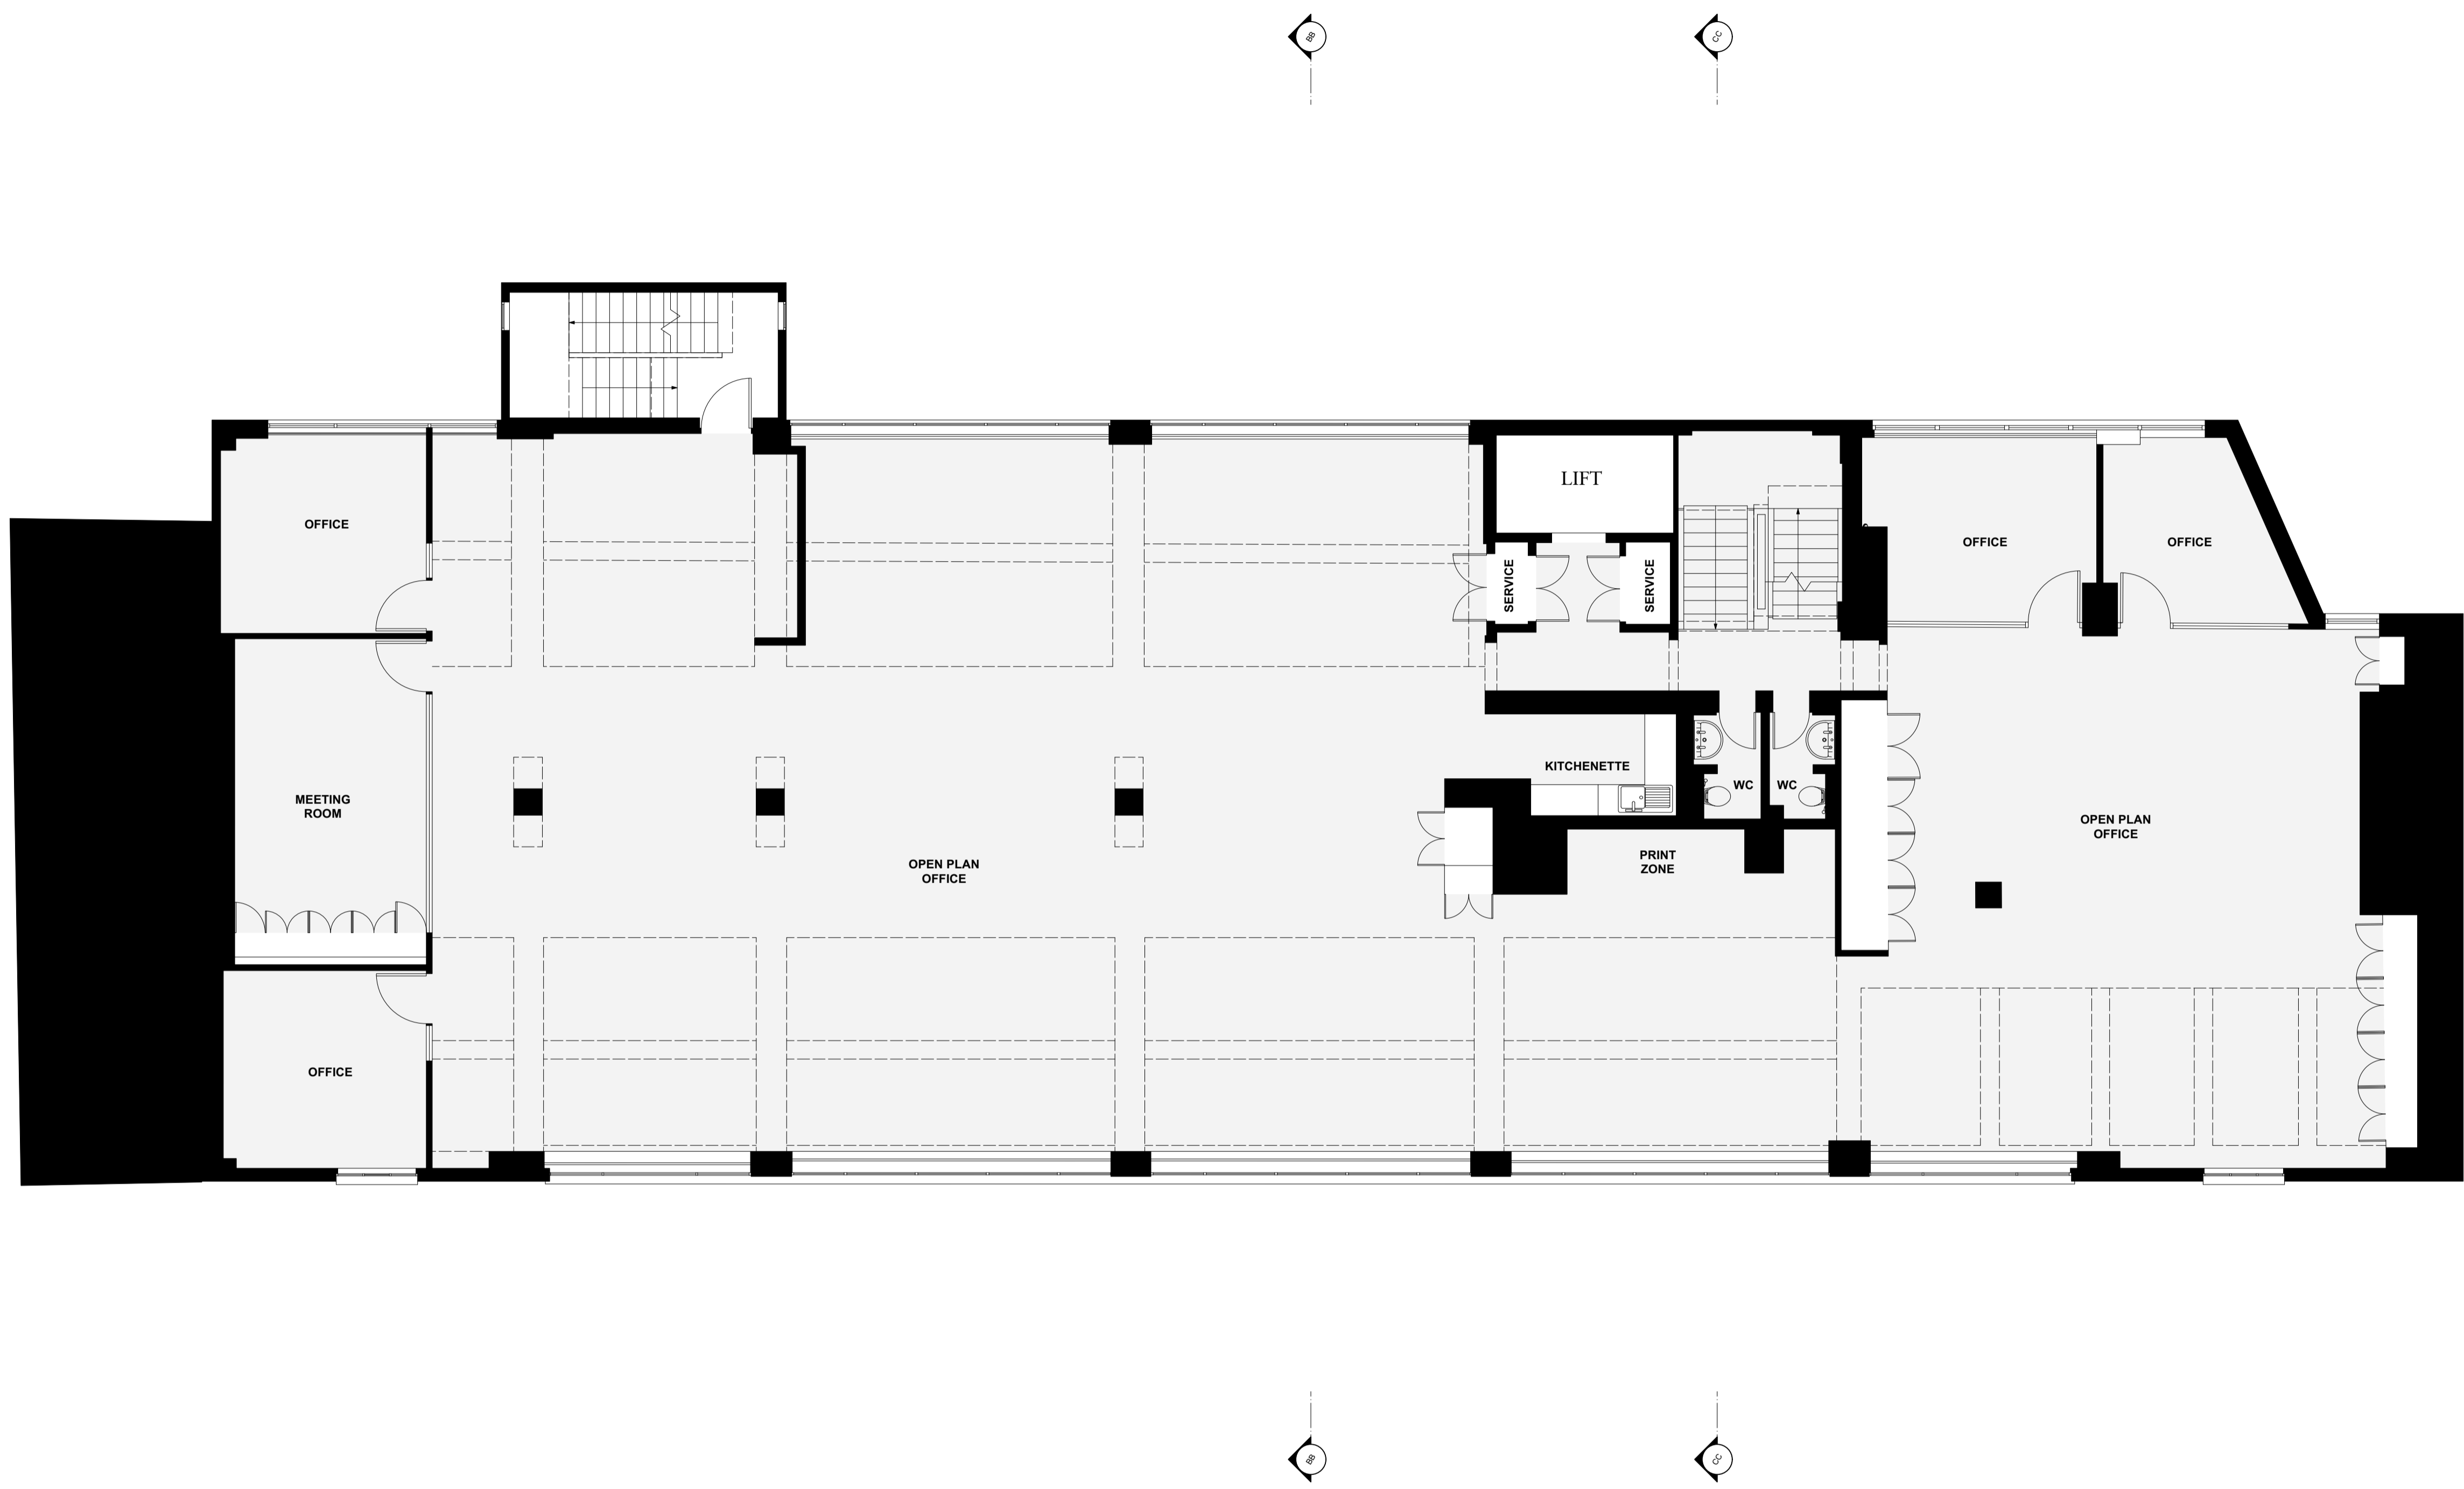 BB
CC
LIFT
OFFICE
OFFICE
OFFICE
SERVICE
SERVICE
KITCHENETTE
WC
WC
MEETING
ROOM
OPEN PLAN
OFFICE
PRINT
ZONE
OPEN PLAN
OFFICE
OFFICE
BB
CC